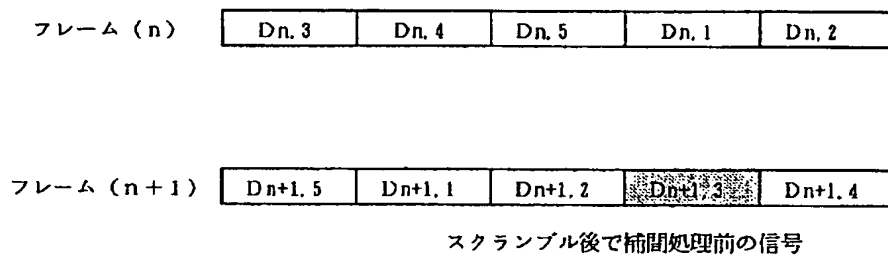 フレーム（n） Dn. 3 Dn. 4 Dn. 5 Dn. 1 Dn. 2
フレーム（n＋1） Dn+1. 5 Dn+1. 1 Dn+1. 2 Dn+1. 3 Dn+1. 4
スクランブル後で補間処理前の信号